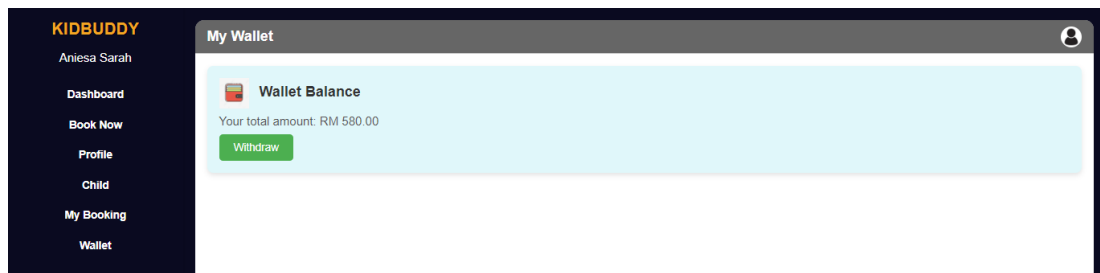 KIDBUDDY
Aniesa Sarah
Dashboard
Book Now
Profile
Child
My Booking
Wallet
My Wallet
Wallet Balance
Your total amount: RM 580.00
Withdraw